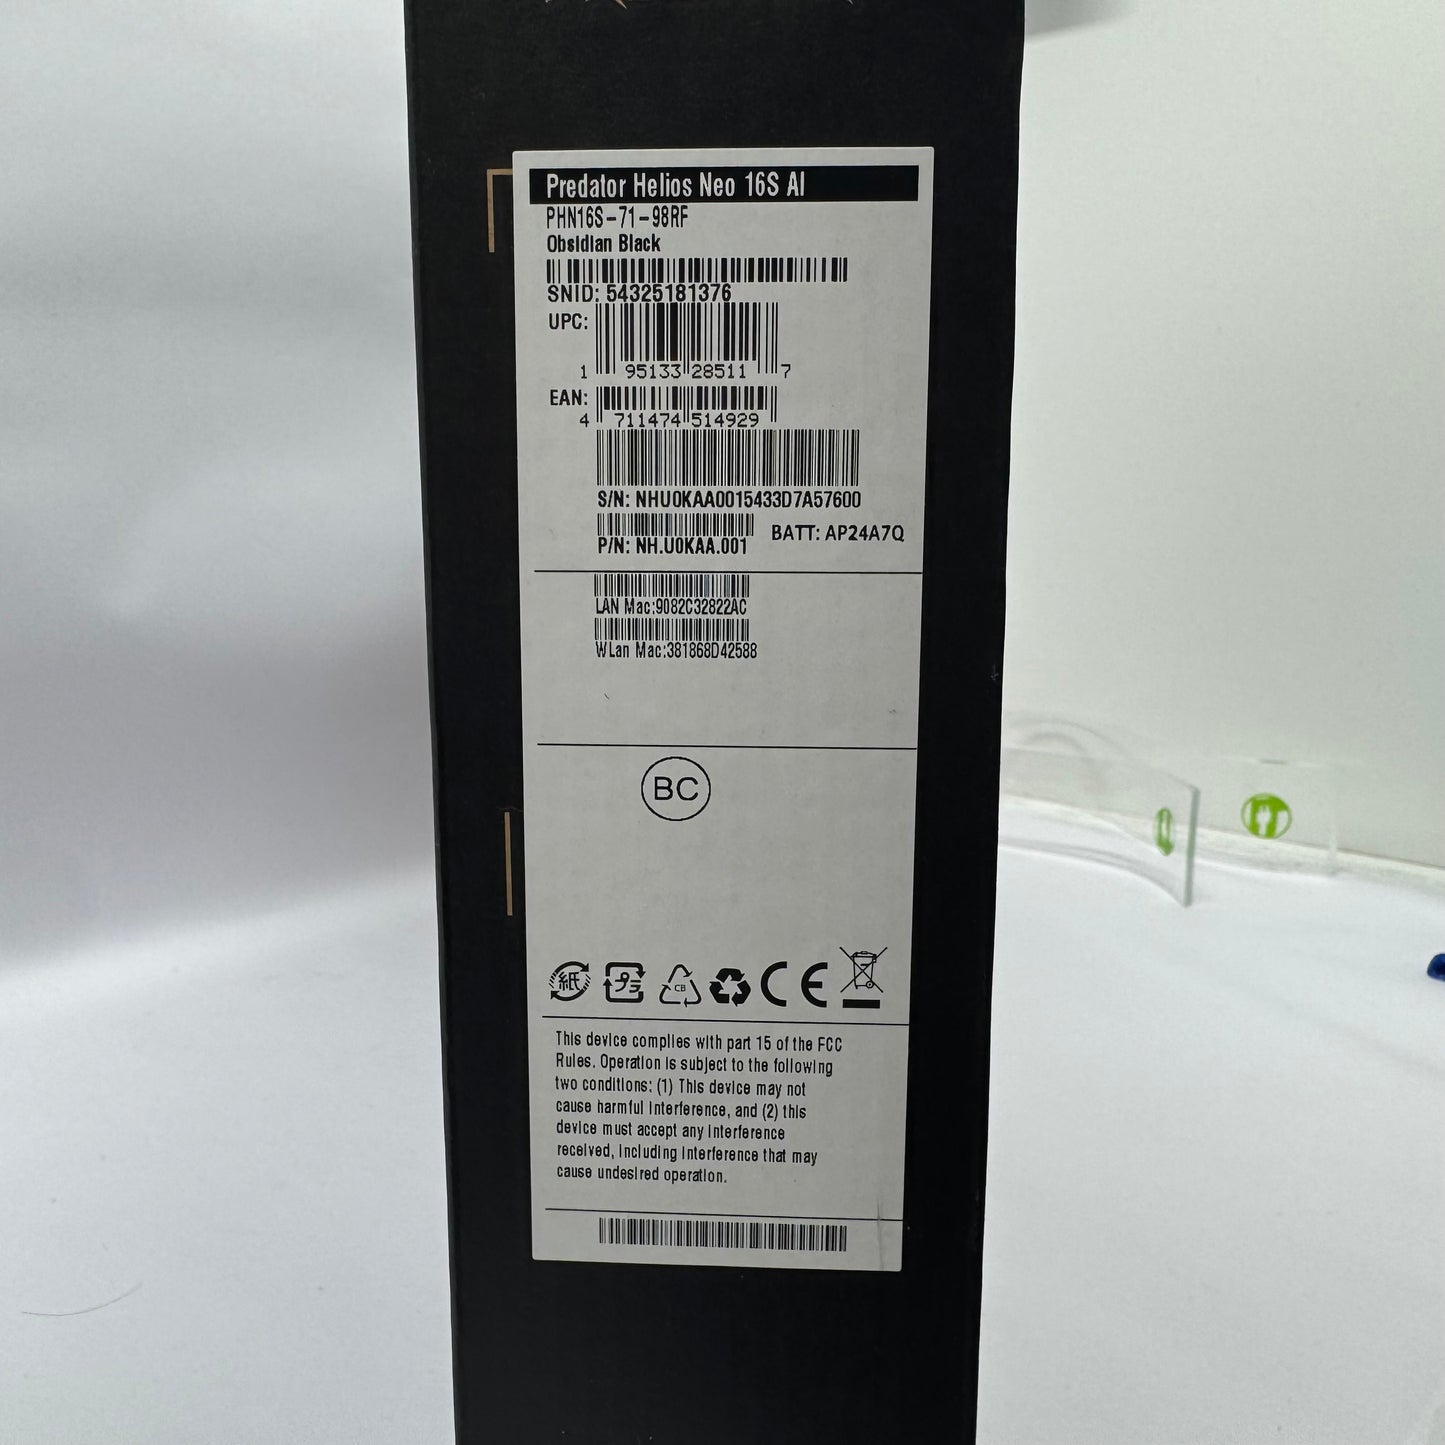 Predator Helios Neo 16S AI
PHN16S-71-98RF
Obsidian Black
SNID: 54325181376
UPC:
1 95133 28511 7
EAN:
4 711474 514929
S/N: NHU0KAA0015433D7A57600
P/N: NH.U0KAA.001 BATT: AP24A7Q
LAN Mac:9082C32822AC
WLan Mac:381868D42588
BC
紙 プラ CB CE
This device complies with part 15 of the FCC
Rules. Operation is subject to the following
two conditions: (1) This device may not
cause harmful interference, and (2) this
device must accept any interference
received, including interference that may
cause undesired operation.